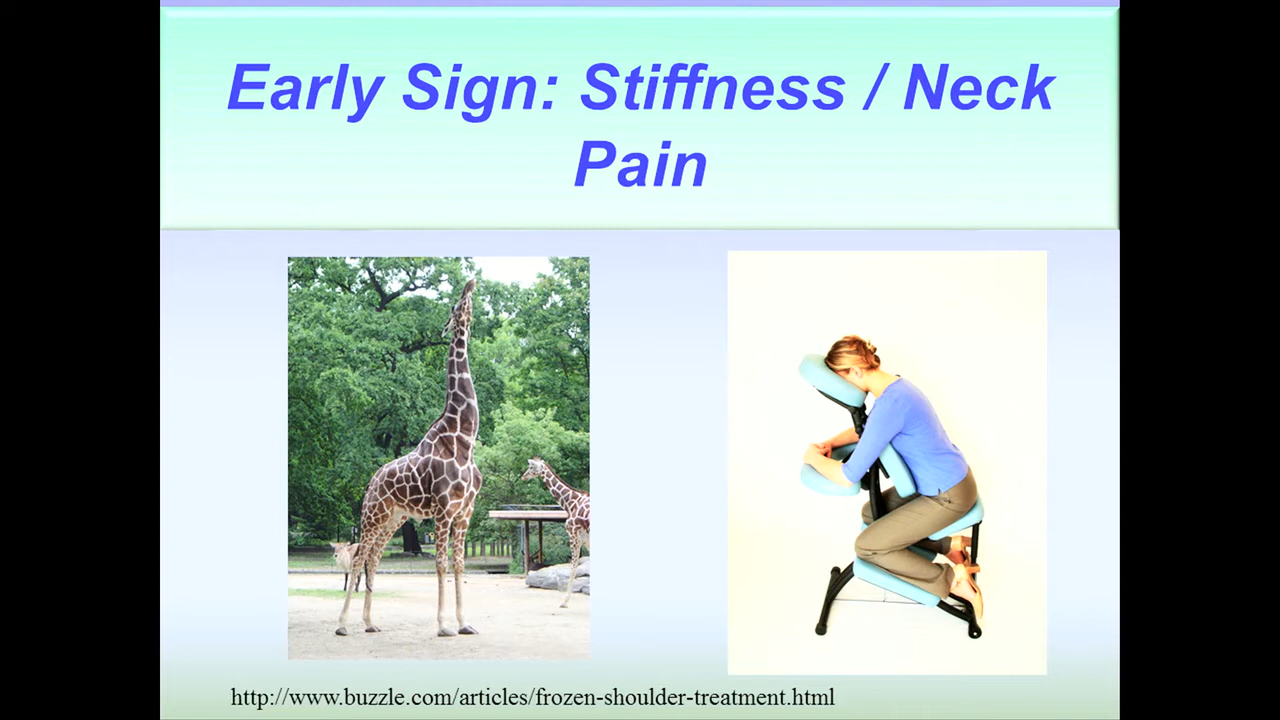 Early Sign: Stiffness / Neck
Pain
http://www.buzzle.com/articles/frozen-shoulder-treatment.html